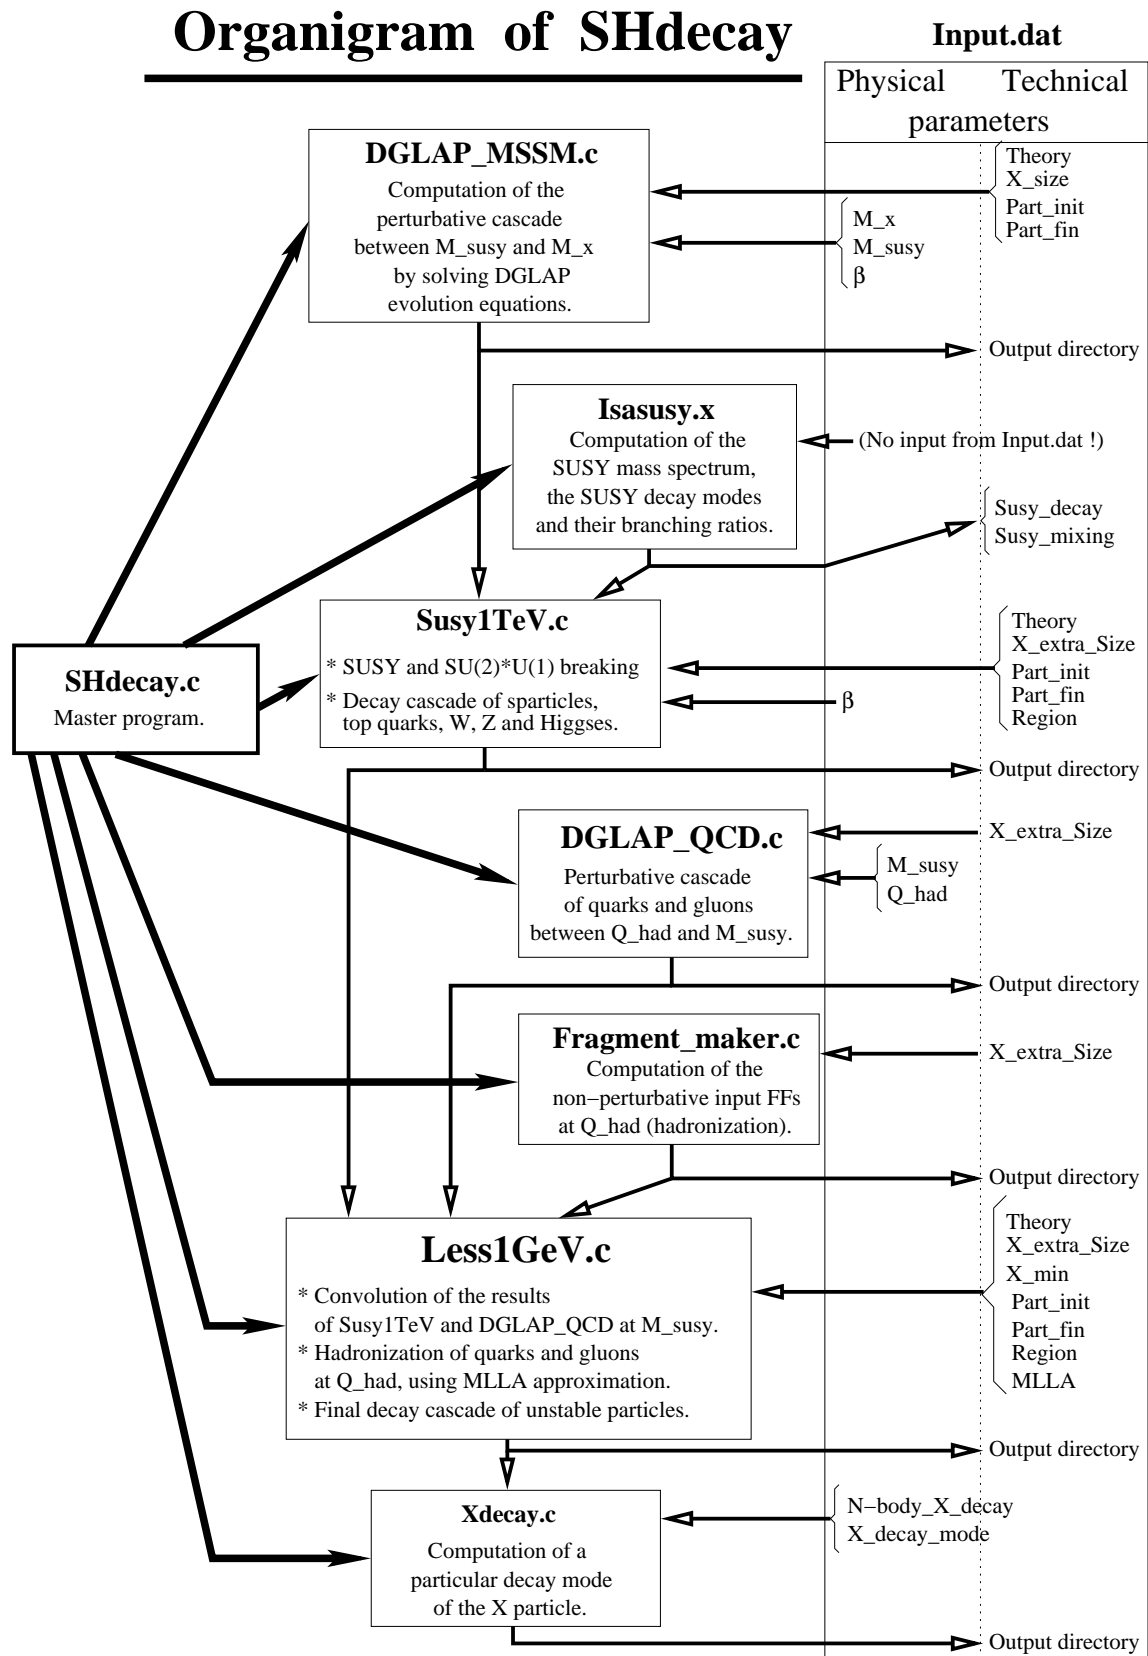 Organigram of SHdecay
Input.dat
Physical Technical
parameters
DGLAP_MSSM.c
Computation of the
perturbative cascade
between M_susy and M_x
by solving DGLAP
evolution equations.
Theory
X_size
Part_init
Part_fin
M_x
M_susy
β
Output directory
Isasusy.x
Computation of the
SUSY mass spectrum,
the SUSY decay modes
and their branching ratios.
(No input from Input.dat !)
Susy_decay
Susy_mixing
Susy1TeV.c
* SUSY and SU(2)*U(1) breaking
* Decay cascade of sparticles,
top quarks, W, Z and Higgses.
Theory
X_extra_Size
Part_init
Part_fin
Region
β
SHdecay.c
Master program.
Output directory
DGLAP_QCD.c
Perturbative cascade
of quarks and gluons
between Q_had and M_susy.
X_extra_Size
M_susy
Q_had
Output directory
Fragment_maker.c
Computation of the
non−perturbative input FFs
at Q_had (hadronization).
X_extra_Size
Output directory
Less1GeV.c
* Convolution of the results
of Susy1TeV and DGLAP_QCD at M_susy.
* Hadronization of quarks and gluons
at Q_had, using MLLA approximation.
* Final decay cascade of unstable particles.
Theory
X_extra_Size
X_min
Part_init
Part_fin
Region
MLLA
Output directory
Xdecay.c
Computation of a
particular decay mode
of the X particle.
N−body_X_decay
X_decay_mode
Output directory